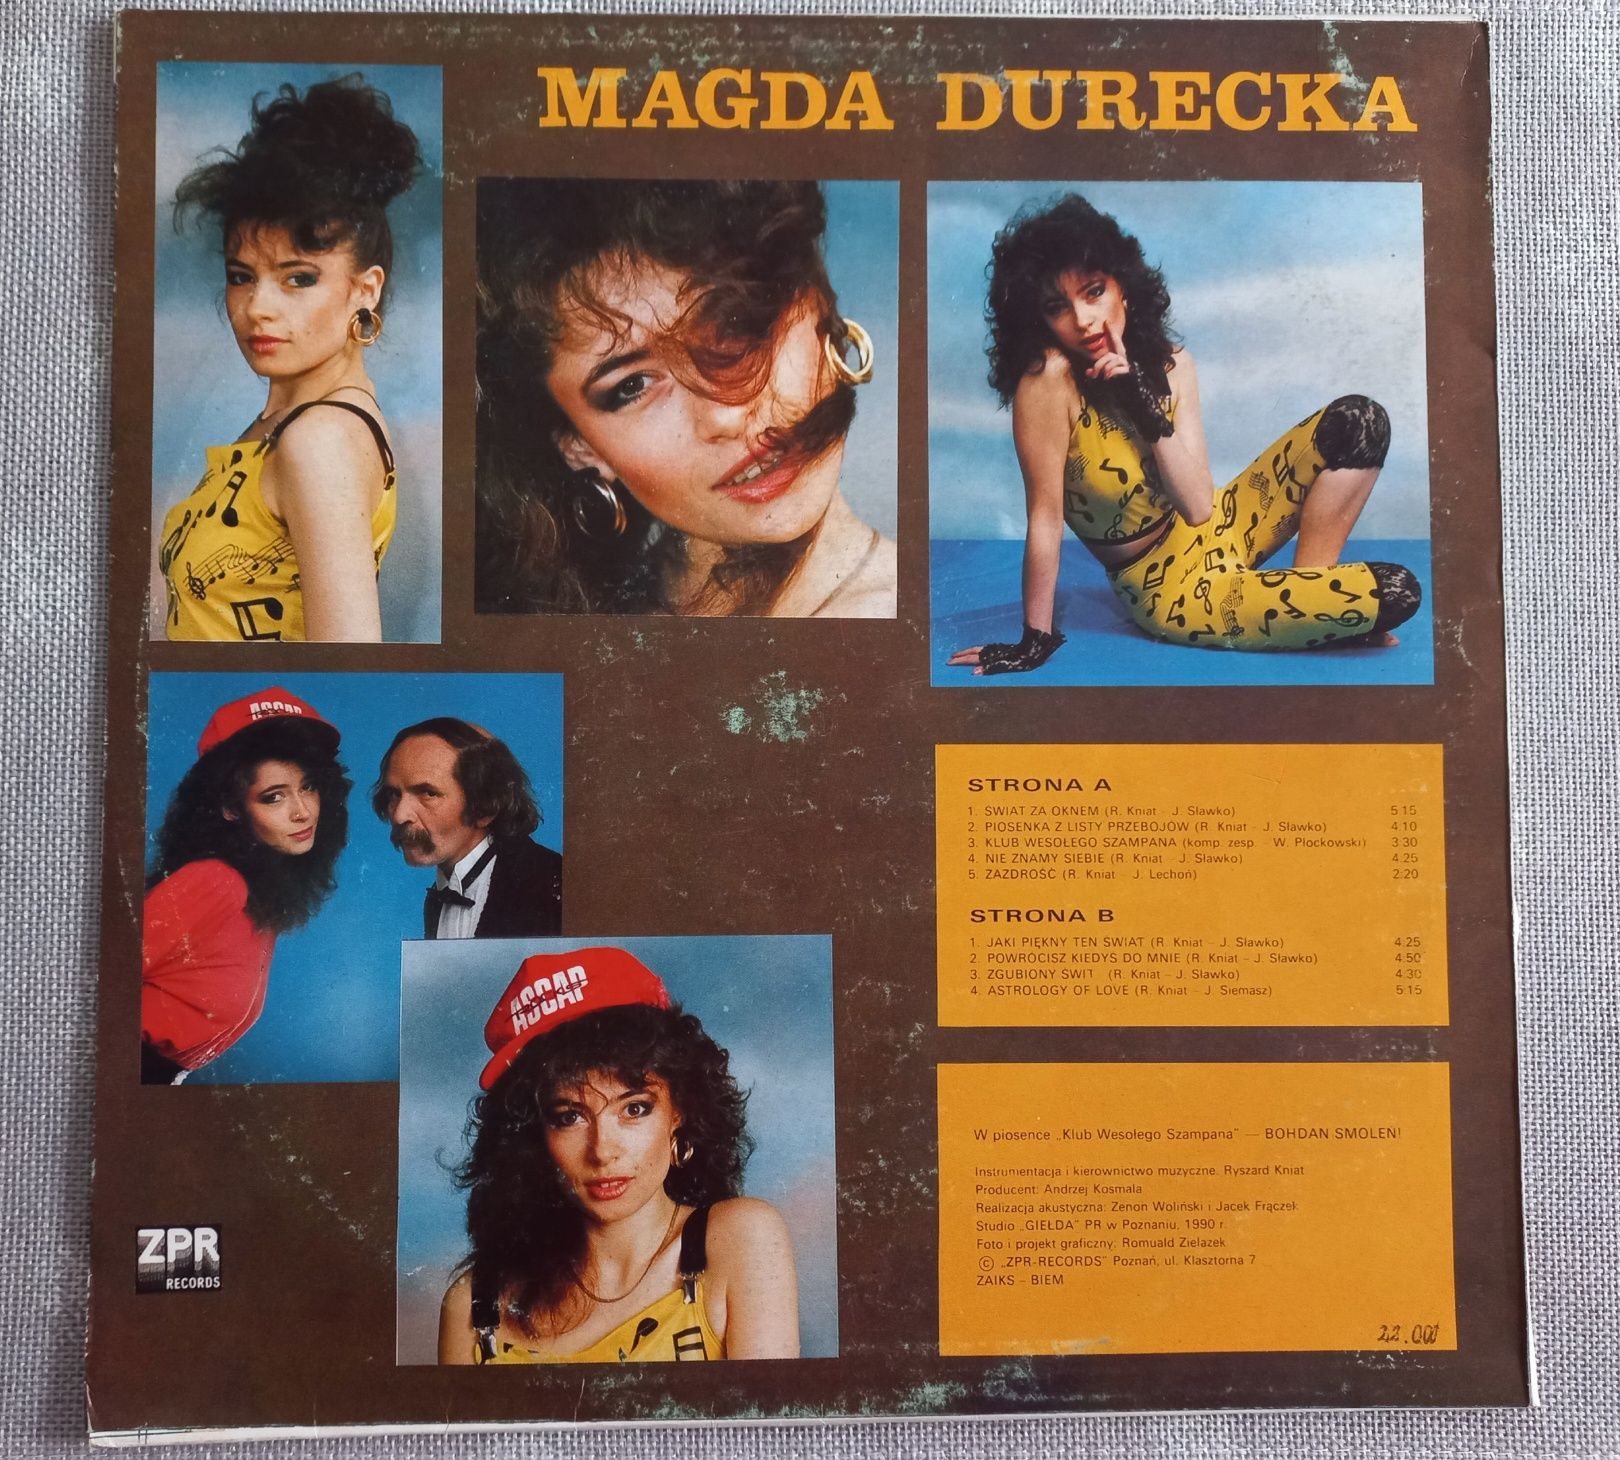 MAGDA DURECKA
ASCAP
ASCAP
STRONA A
1. ŚWIAT ZA OKNEM (R. Kniat – J. Sławko) 5:15
2. PIOSENKA Z LISTY PRZEBOJÓW (R. Kniat – J. Sławko) 4:10
3. KLUB WESOŁEGO SZAMPANA (komp. zesp. – W. Płockowski) 3:30
4. NIE ZNAMY SIEBIE (R. Kniat – J. Sławko) 4:25
5. ZAZDROŚĆ (R. Kniat – J. Lechoń) 2:20
STRONA B
1. JAKI PIĘKNY TEN ŚWIAT (R. Kniat – J. Sławko) 4:25
2. POWRÓCISZ KIEDYŚ DO MNIE (R. Kniat – J. Sławko) 4:50
3. ZGUBIONY ŚWIT (R. Kniat – J. Sławko) 4:30
4. ASTROLOGY OF LOVE (R. Kniat – J. Siemasz) 5:15
W piosence „Klub Wesołego Szampana” — BOHDAN SMOLEŃ!
Instrumentacja i kierownictwo muzyczne: Ryszard Kniat
Producent: Andrzej Kosmala
Realizacja akustyczna: Zenon Woliński i Jacek Frączek
Studio „GIEŁDA” PR w Poznaniu, 1990 r.
Foto i projekt graficzny: Romuald Zielazek
© „ZPR-RECORDS” Poznań, ul. Klasztorna 7
ZAIKS – BIEM
22.000
ZPR
RECORDS